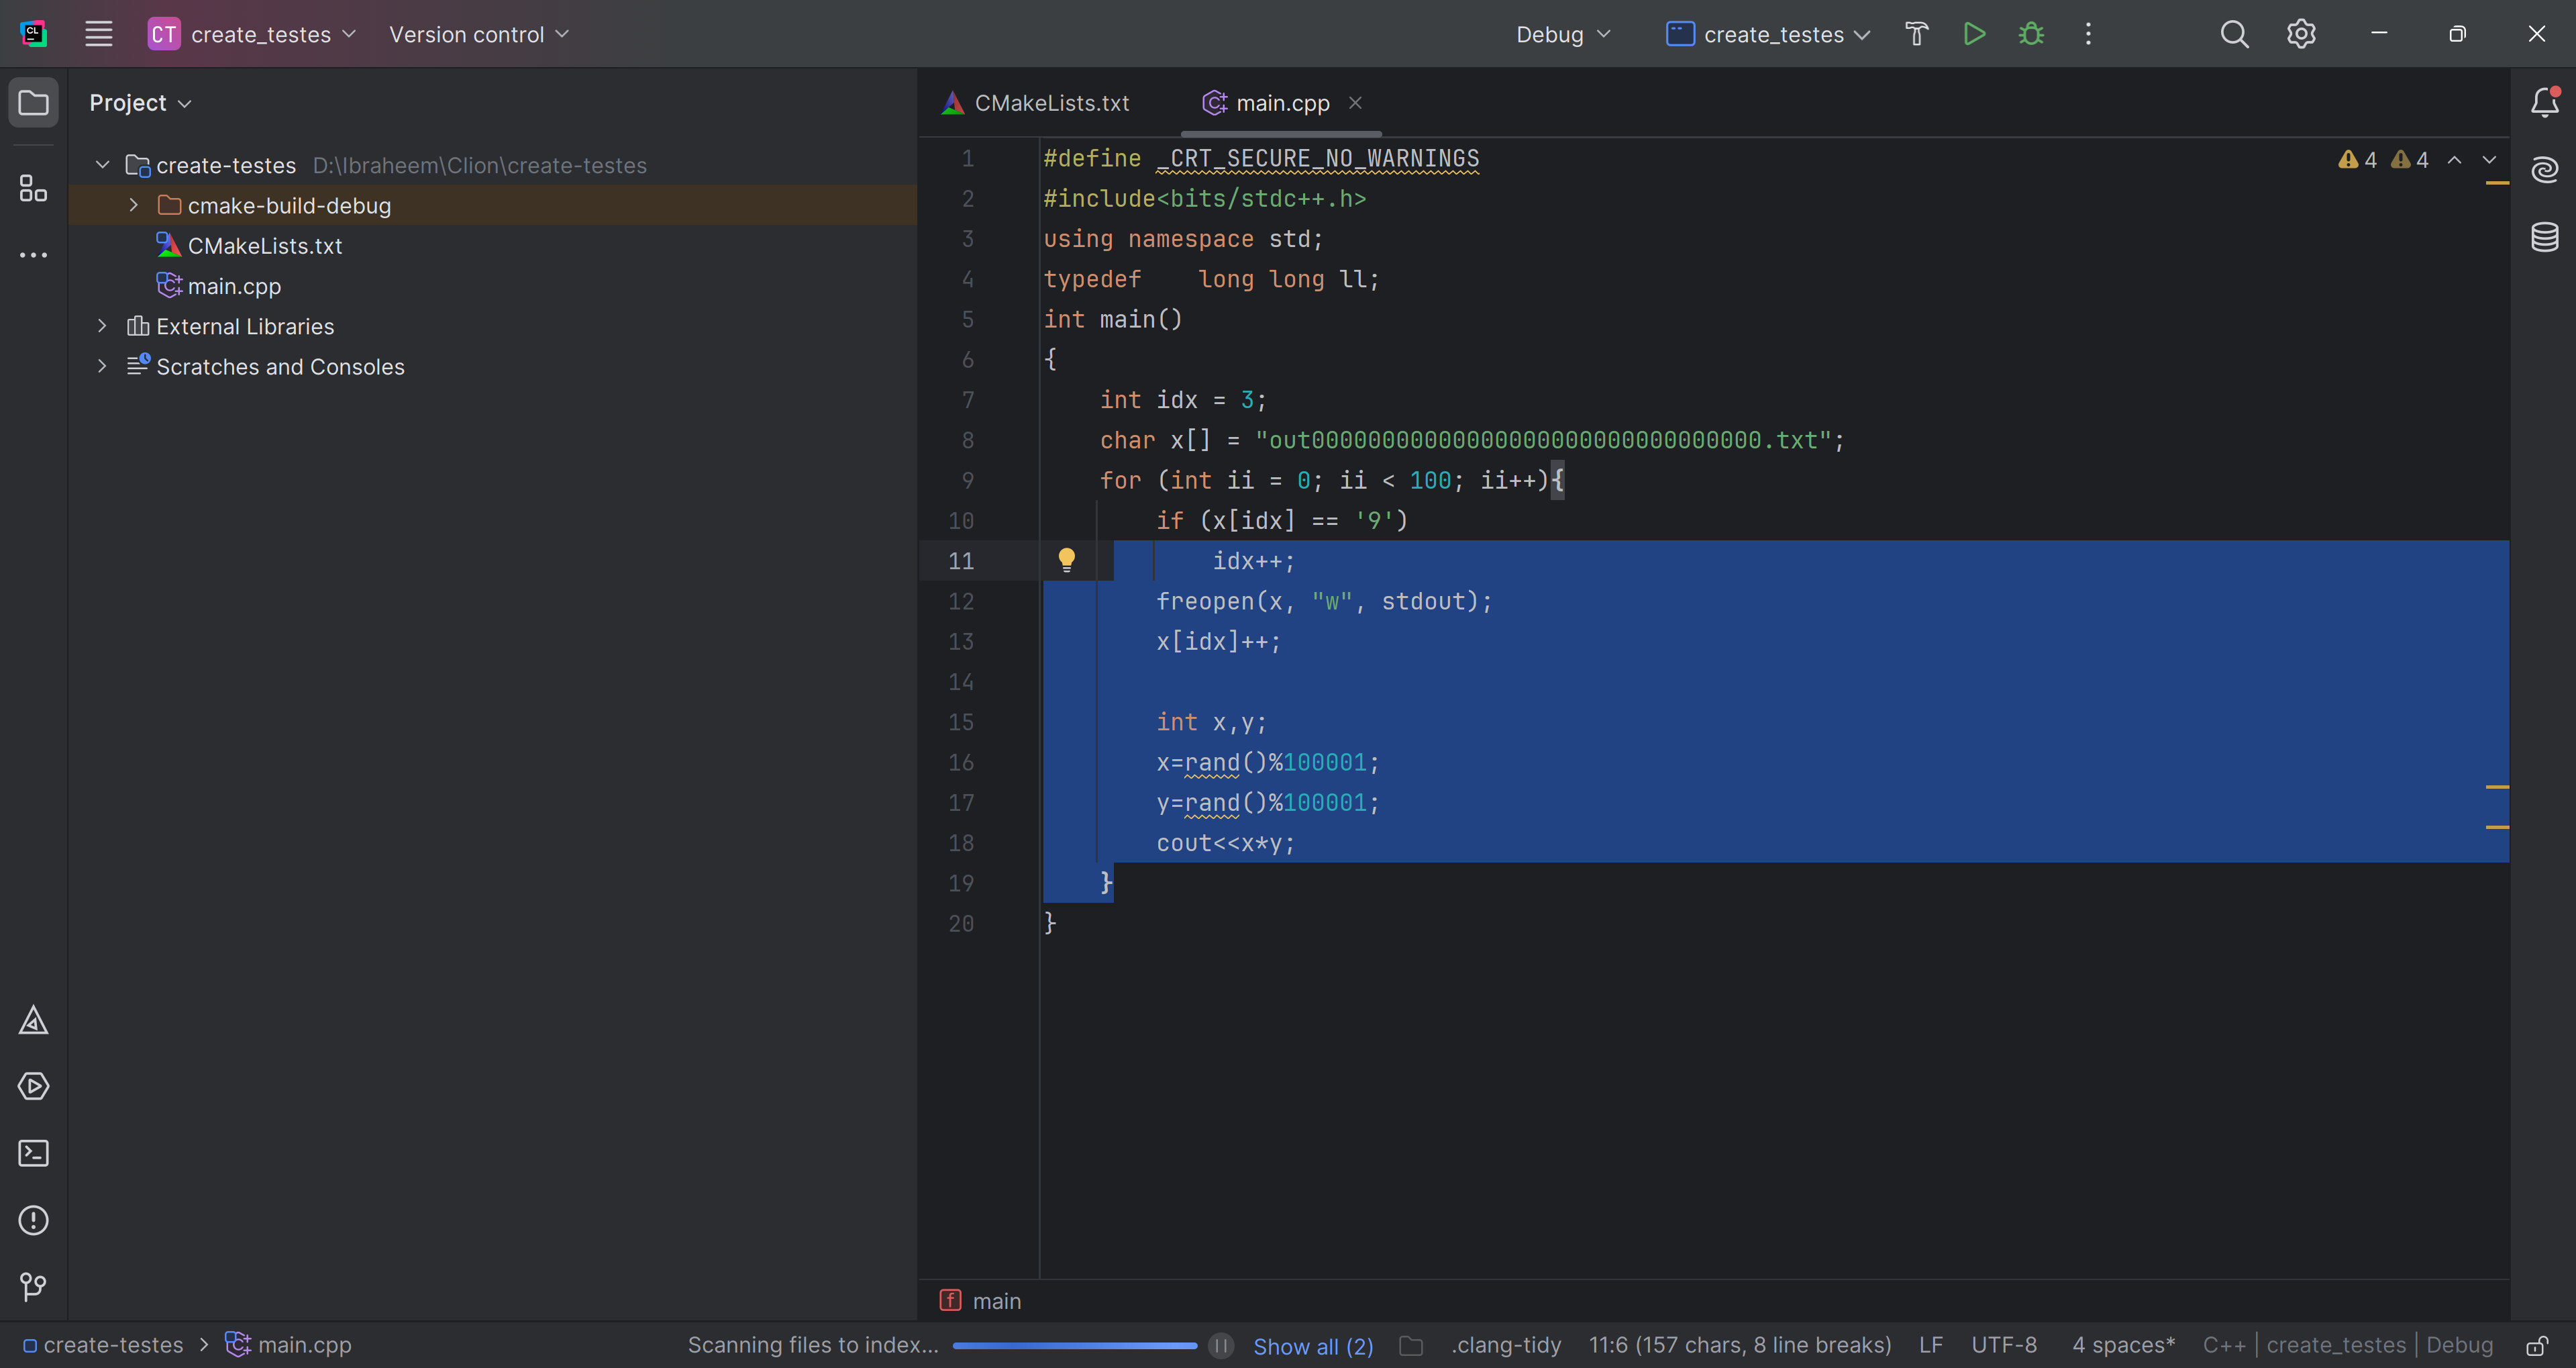 CL
CT create_testes
Version control
Debug
create_testes
Project
create-testes D:\Ibraheem\Clion\create-testes
cmake-build-debug
CMakeLists.txt
main.cpp
External Libraries
Scratches and Consoles
CMakeLists.txt
main.cpp
4 4
1 #define _CRT_SECURE_NO_WARNINGS
2 #include<bits/stdc++.h>
3 using namespace std;
4 typedef    long long ll;
5 int main()
6 {
7     int idx = 3;
8     char x[] = "out00000000000000000000000000000000.txt";
9     for (int ii = 0; ii < 100; ii++){
10         if (x[idx] == '9')
11             idx++;
12         freopen(x, "w", stdout);
13         x[idx]++;
14
15         int x,y;
16         x=rand()%100001;
17         y=rand()%100001;
18         cout<<x*y;
19     }
20 }
f main
create-testes > main.cpp
Scanning files to index...
Show all (2)
.clang-tidy
11:6 (157 chars, 8 line breaks)
LF
UTF-8
4 spaces*
C++ | create_testes | Debug